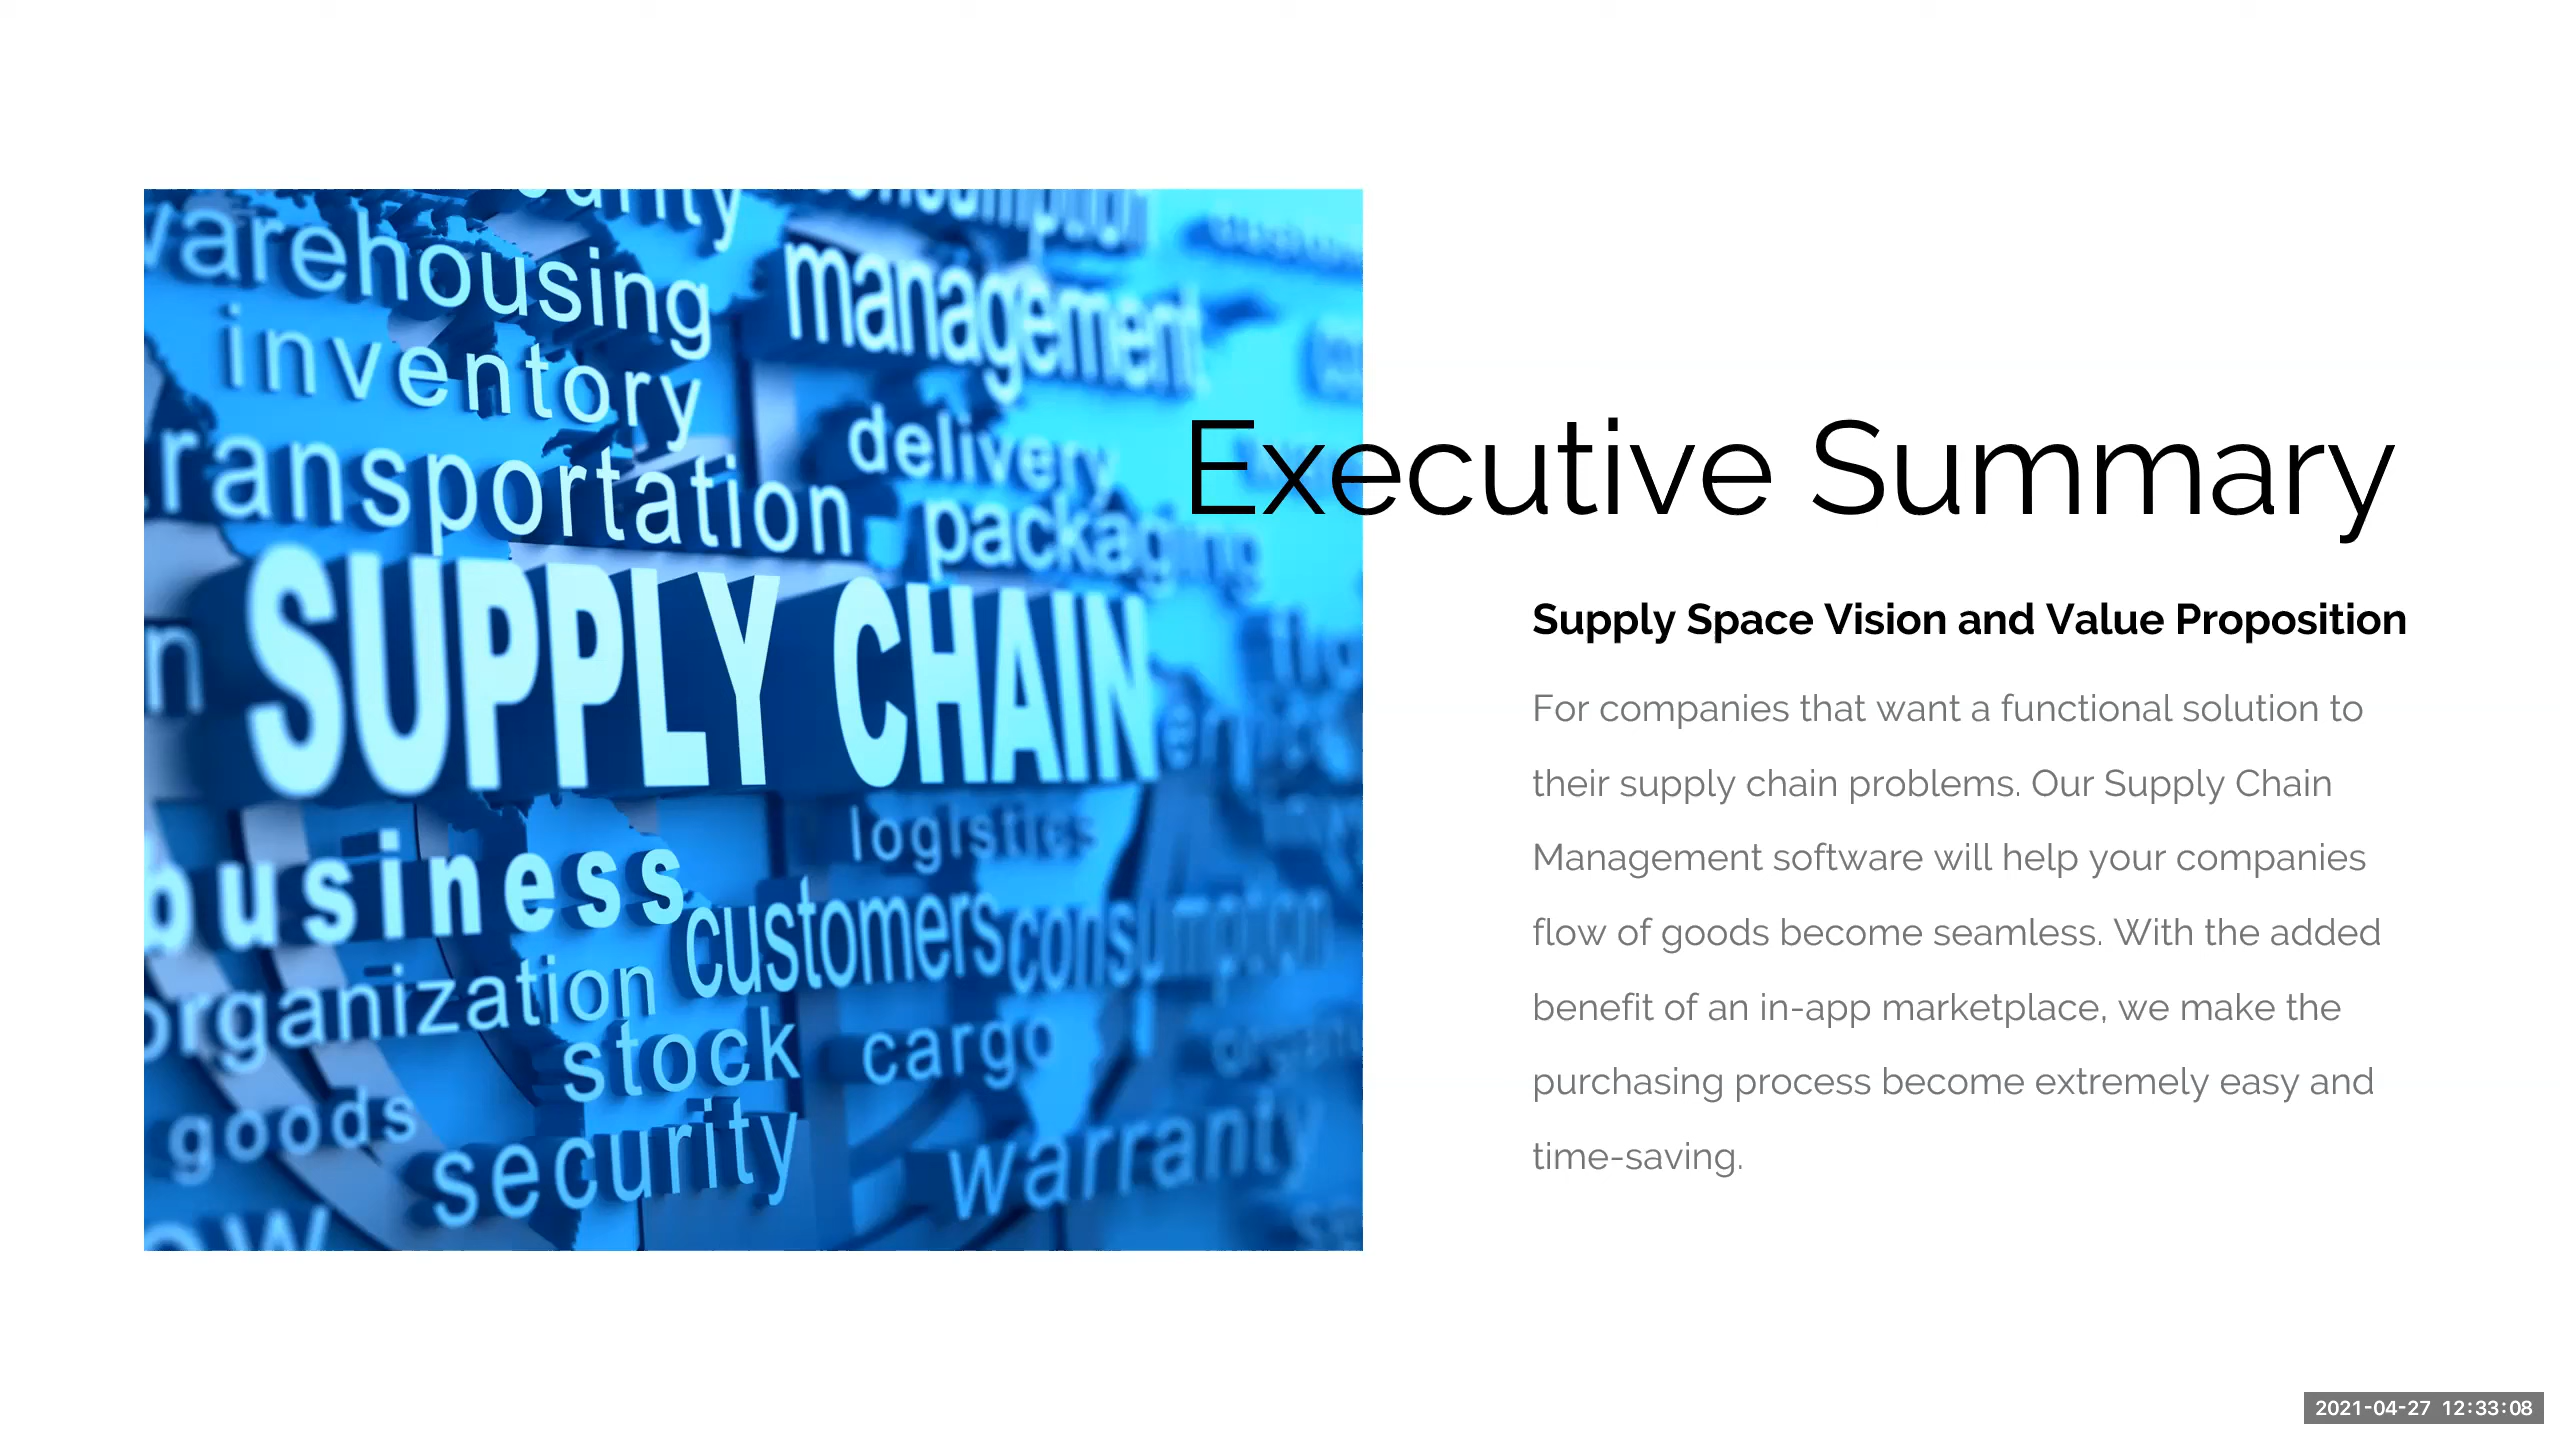 warehousing
management
inventory
delivery
transportation
packaging
SUPPLY CHAIN
logistics
business
customers
consumption
organization
stock
cargo
goods
security
warranty
Executive Summary
Supply Space Vision and Value Proposition
For companies that want a functional solution to
their supply chain problems. Our Supply Chain
Management software will help your companies
flow of goods become seamless. With the added
benefit of an in-app marketplace, we make the
purchasing process become extremely easy and
time-saving.
2021-04-27 12:33:08